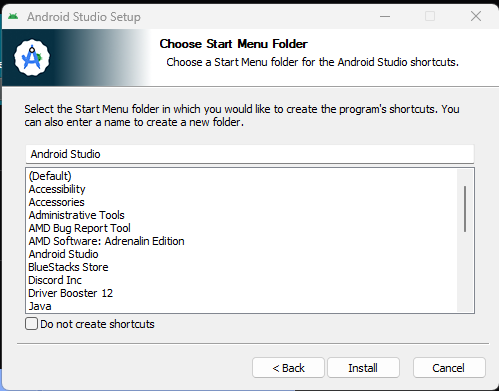 Android Studio Setup
Choose Start Menu Folder
Choose a Start Menu folder for the Android Studio shortcuts.
Select the Start Menu folder in which you would like to create the program's shortcuts. You
can also enter a name to create a new folder.
Android Studio
(Default)
Accessibility
Accessories
Administrative Tools
AMD Bug Report Tool
AMD Software: Adrenalin Edition
Android Studio
BlueStacks Store
Discord Inc
Driver Booster 12
Java
Do not create shortcuts
< Back
Install
Cancel